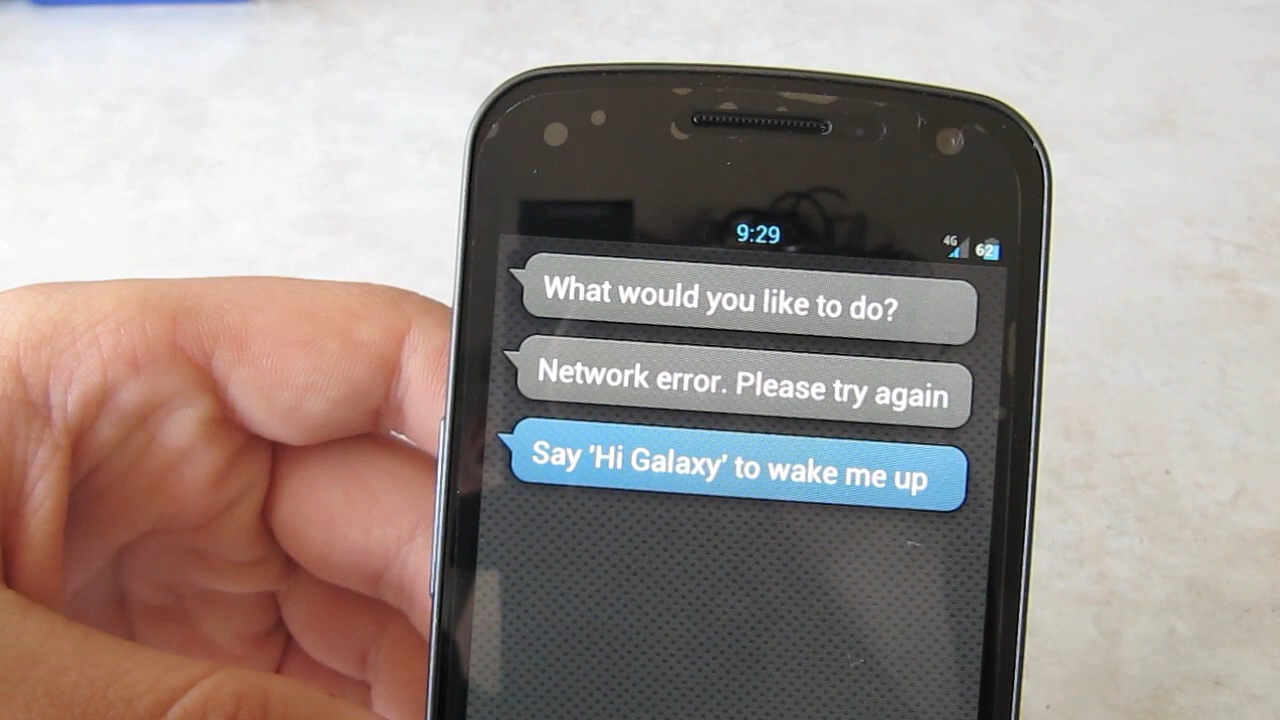 9:29
4G
62
What would you like to do?
Network error. Please try again
Say 'Hi Galaxy' to wake me up